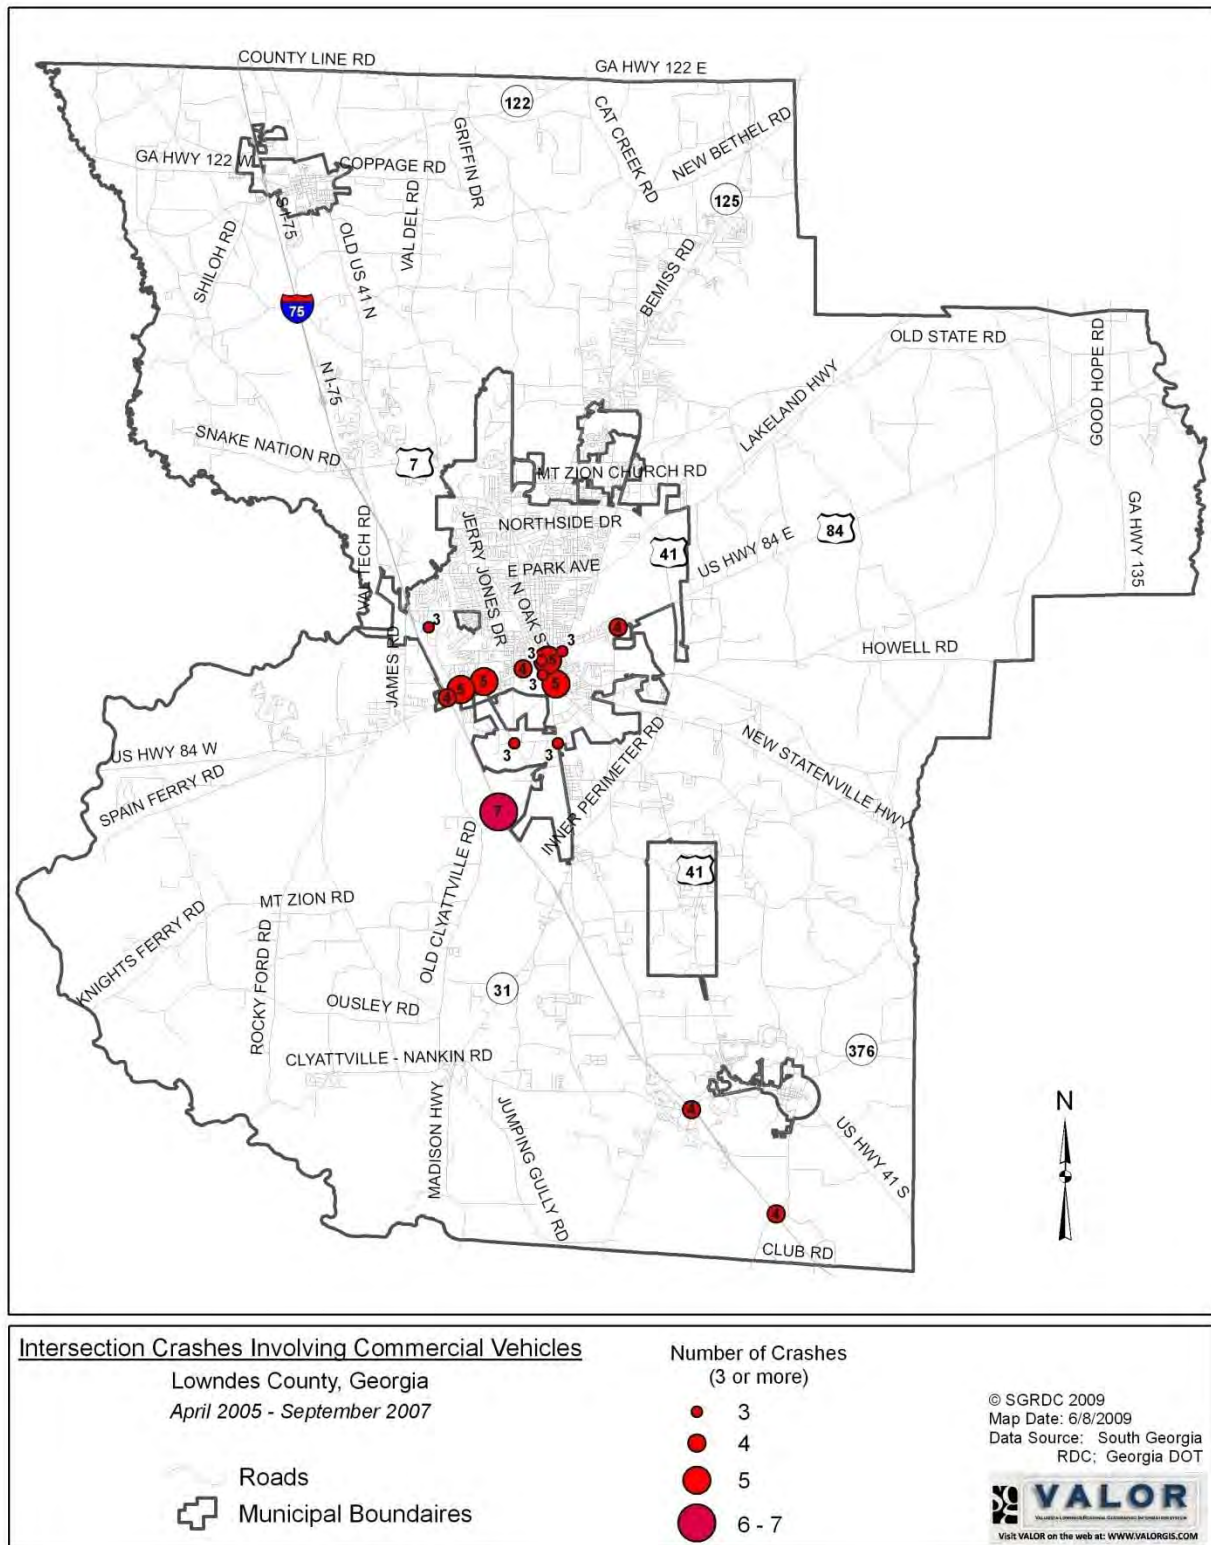 COUNTY LINE RD
GA HWY 122 E
122
CAT CREEK RD
GRIFFIN DR
NEW BETHEL RD
GA HWY 122 W
COPPAGE RD
VAL DEL RD
125
S I-75
OLD US 41 N
SHILOH RD
BEMISS RD
75
OLD STATE RD
GOOD HOPE RD
N I-75
LAKELAND HWY
SNAKE NATION RD
7
MT ZION CHURCH RD
NORTHSIDE DR
JERRY JONES DR
VAL TECH RD
41
84
US HWY 84 E
GA HWY 135
E PARK AVE
N OAK ST
3
4
3
HOWELL RD
JAMES RD
3
5
4
3
5
5
5
4
US HWY 84 W
3
3
NEW STATENVILLE HWY
SPAIN FERRY RD
INNER PERIMETER RD
7
OLD CLYATTVILLE RD
41
MT ZION RD
KNIGHTS FERRY RD
ROCKY FORD RD
31
OUSLEY RD
376
CLYATTVILLE - NANKIN RD
MADISON HWY
JUMPING GULLY RD
4
US HWY 41 S
N
4
CLUB RD
Intersection Crashes Involving Commercial Vehicles
Lowndes County, Georgia
April 2005 - September 2007
Roads
Municipal Boundaires
Number of Crashes
(3 or more)
3
4
5
6 - 7
© SGRDC 2009
Map Date: 6/8/2009
Data Source: South Georgia
RDC; Georgia DOT
VALOR
Visit VALOR on the web at: WWW.VALORGIS.COM